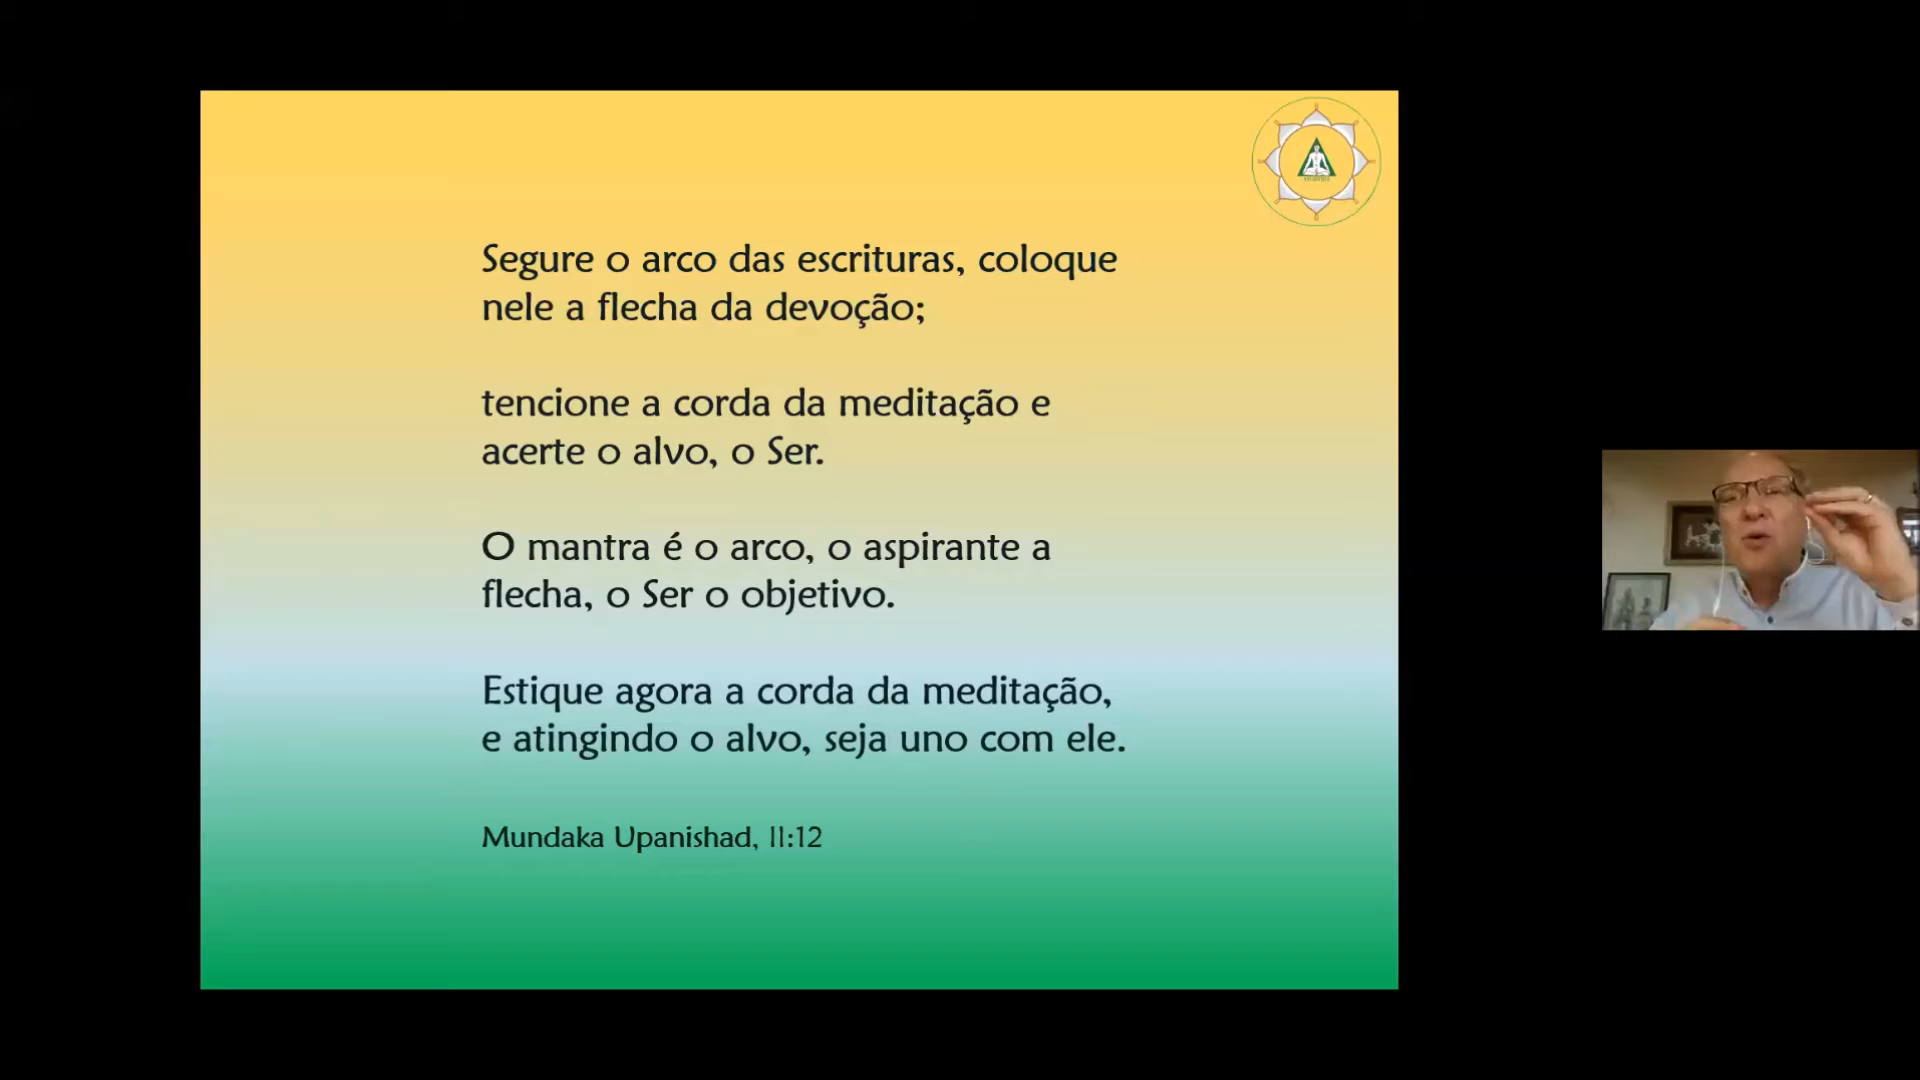 Segure o arco das escrituras, coloque
nele a flecha da devoção;
tencione a corda da meditação e
acerte o alvo, o Ser.
O mantra é o arco, o aspirante a
flecha, o Ser o objetivo.
Estique agora a corda da meditação,
e atingindo o alvo, seja uno com ele.
Mundaka Upanishad, II:12